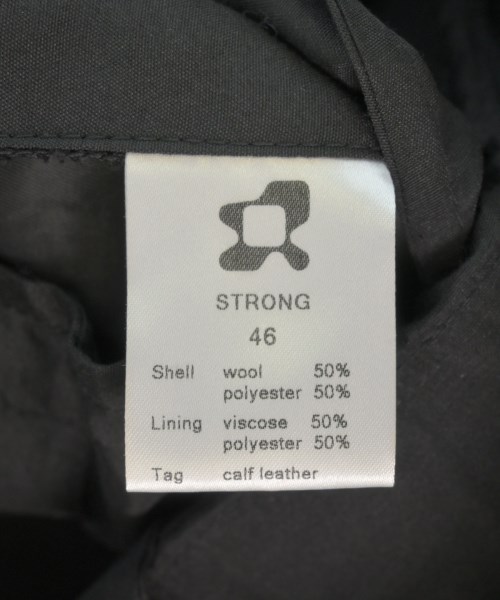 STRONG
46
Shell wool 50%
polyester 50%
Lining viscose 50%
polyester 50%
Tag calf leather